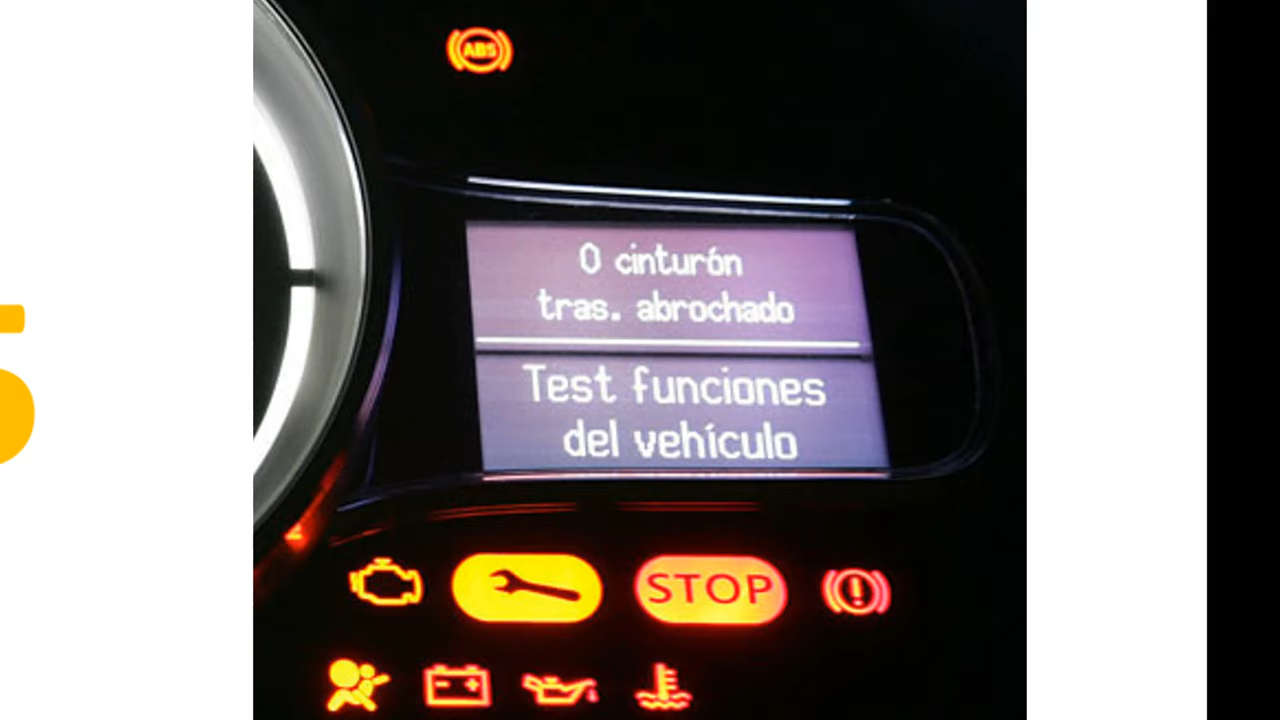 ABS
0 cinturón
tras. abrochado
Test funciones
del vehículo
STOP